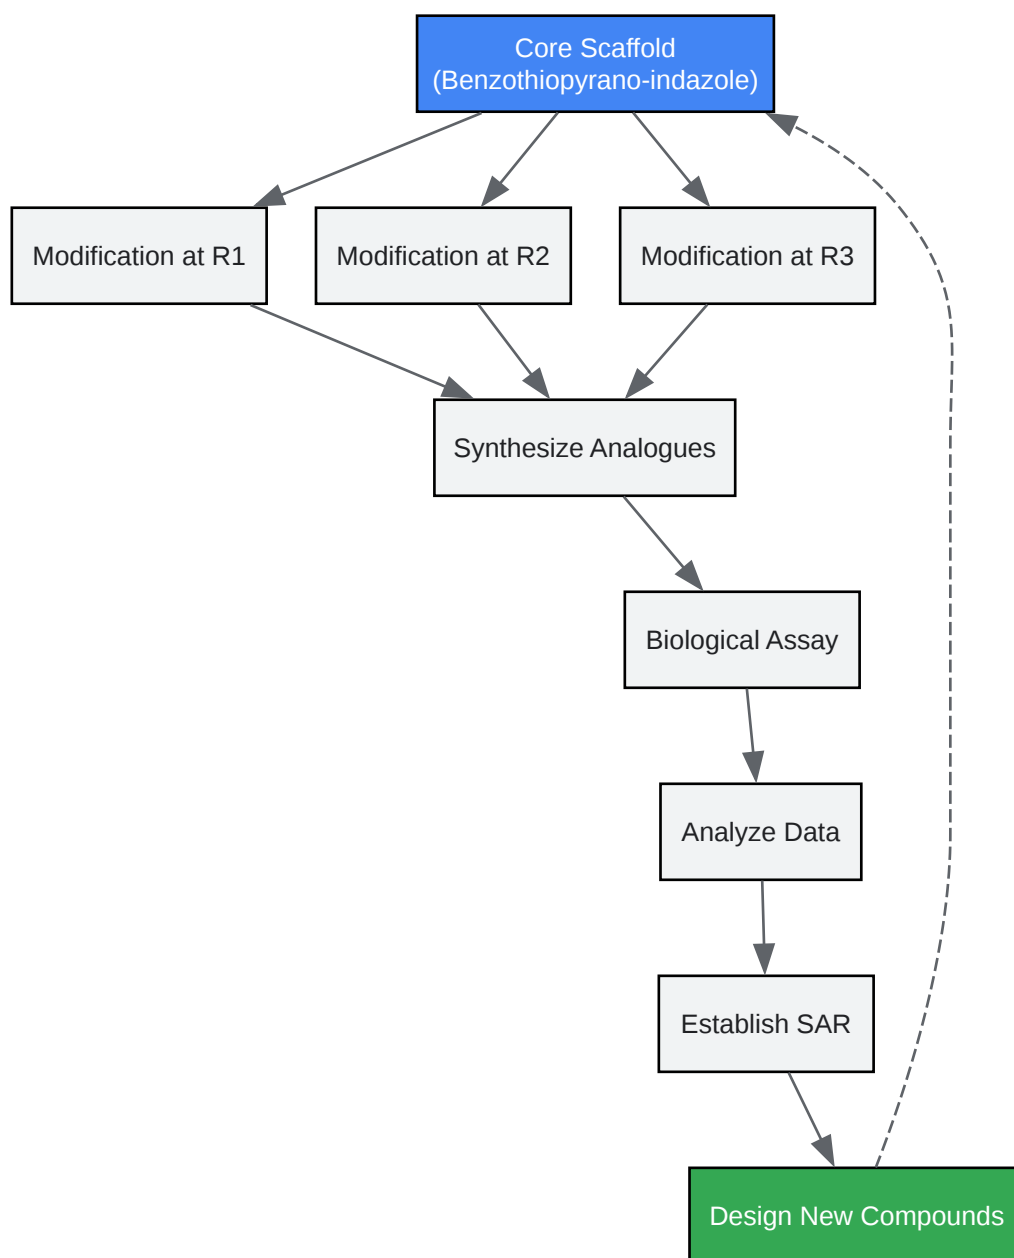 Core Scaffold
(Benzothiopyrano-indazole)
Modification at R1
Modification at R2
Modification at R3
Synthesize Analogues
Biological Assay
Analyze Data
Establish SAR
Design New Compounds